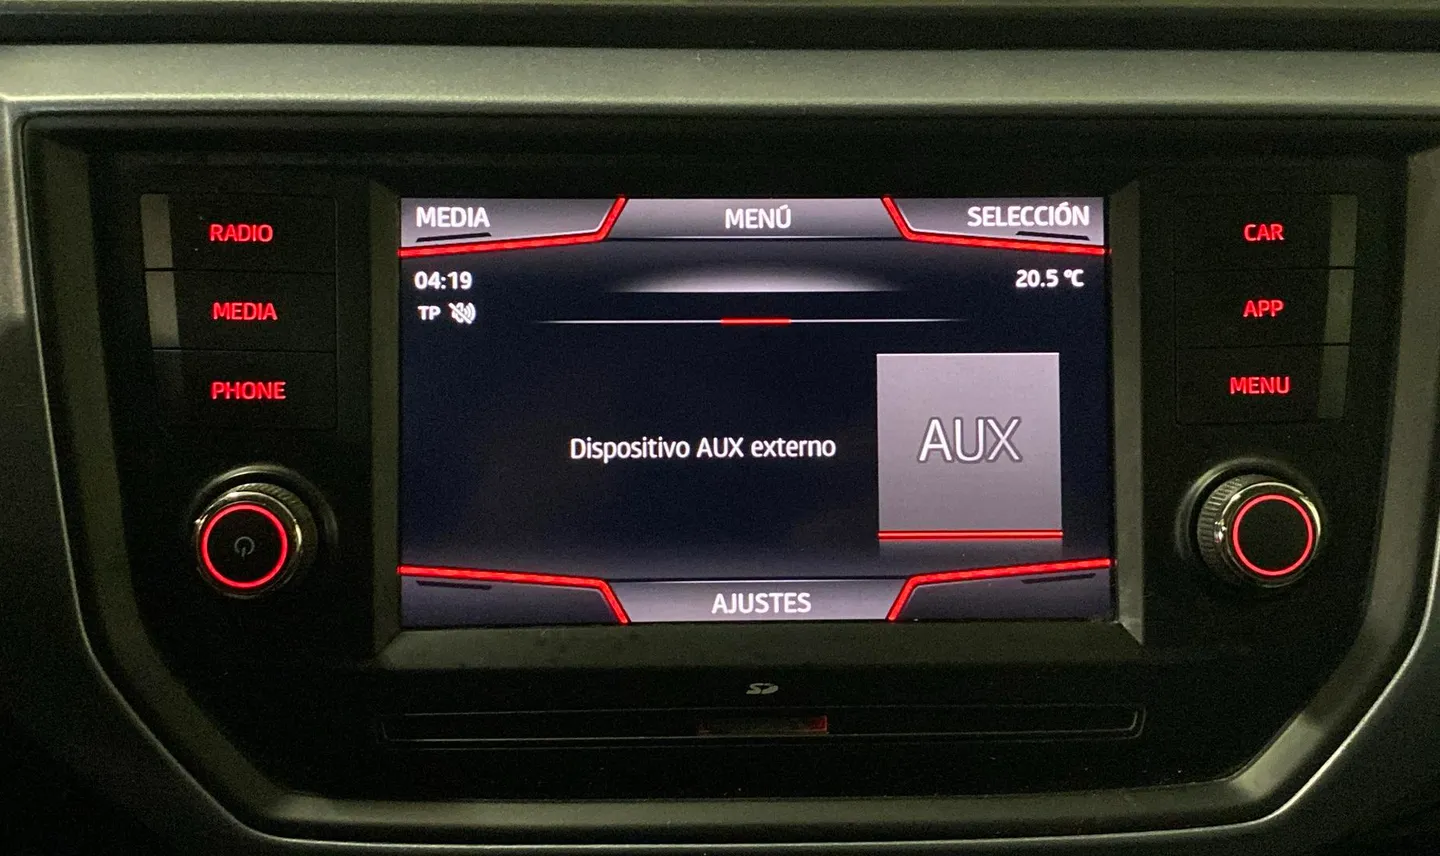 RADIO
MEDIA
PHONE
MEDIA
MENÚ
SELECCIÓN
04:19
20.5 °C
TP
Dispositivo AUX externo
AUX
AJUSTES
CAR
APP
MENU
SD